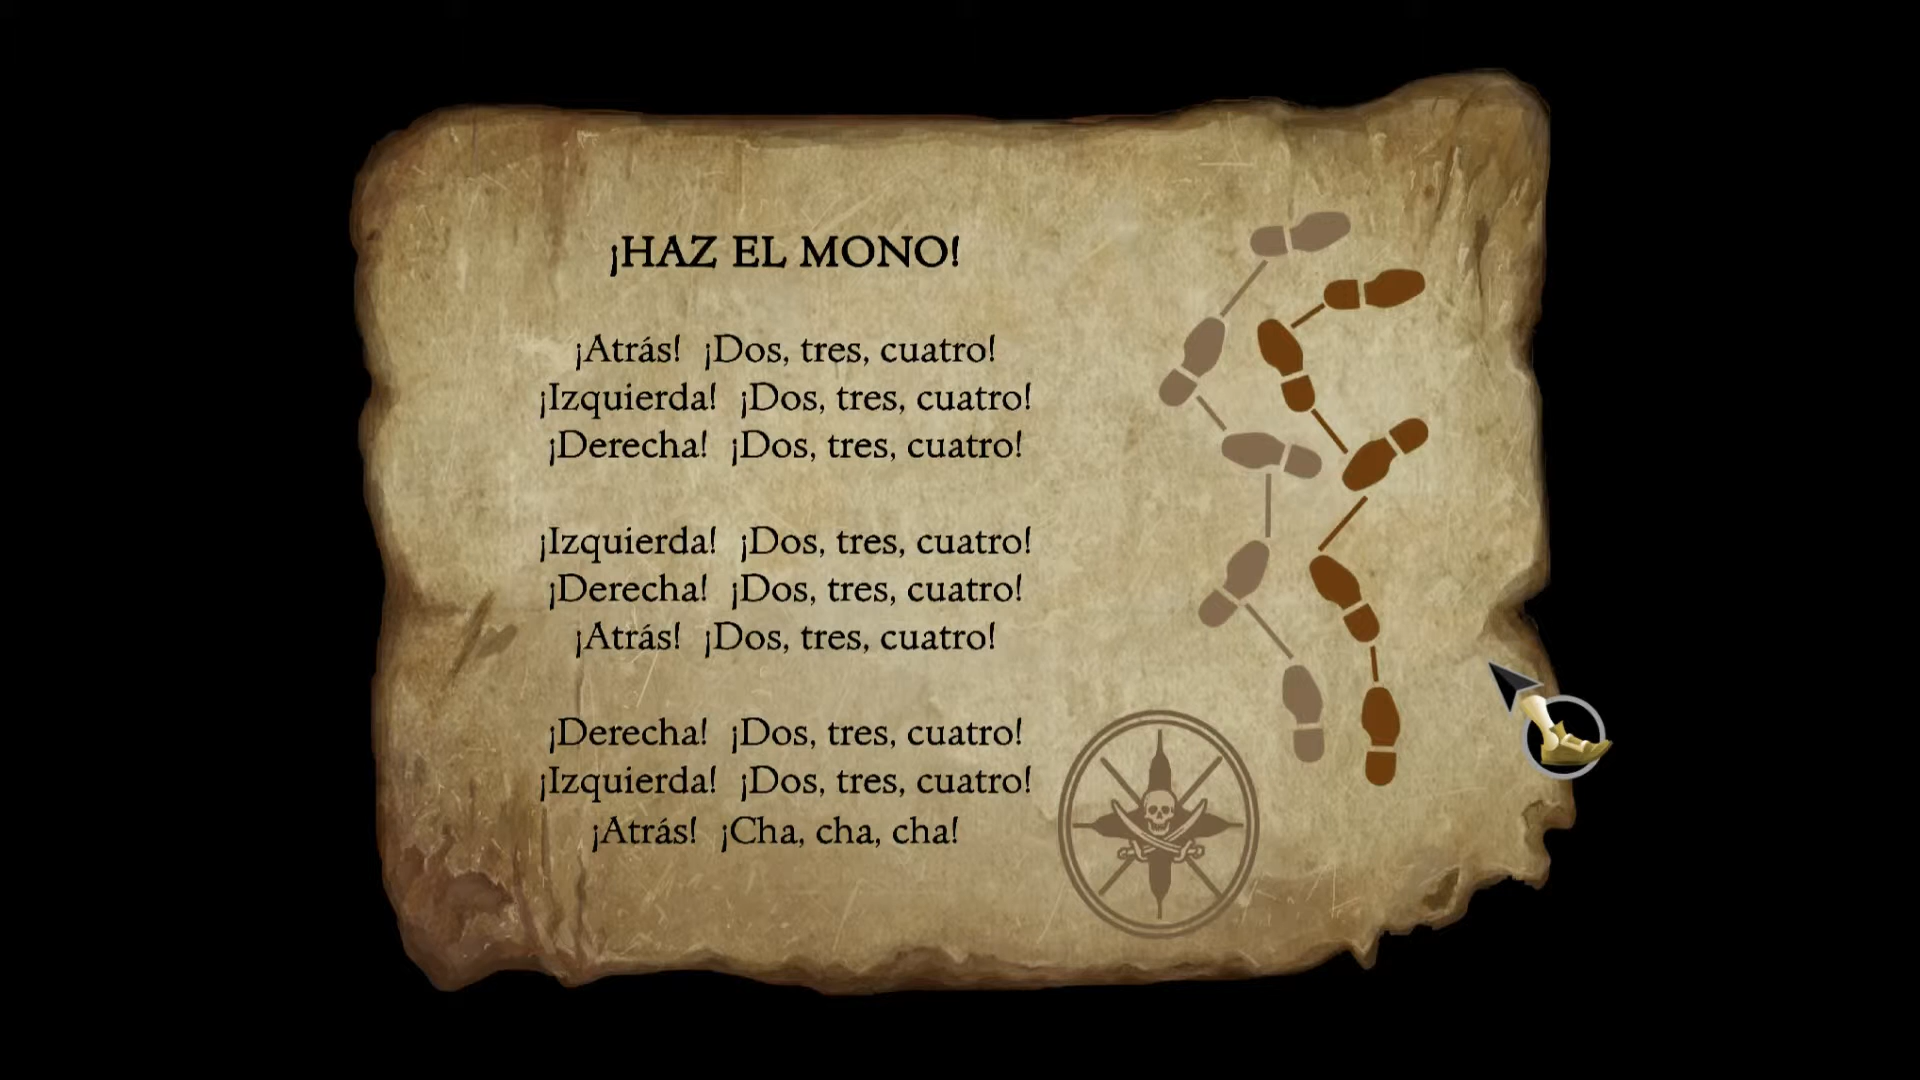 ¡HAZ EL MONO!
¡Atrás! ¡Dos, tres, cuatro!
¡Izquierda! ¡Dos, tres, cuatro!
¡Derecha! ¡Dos, tres, cuatro!
¡Izquierda! ¡Dos, tres, cuatro!
¡Derecha! ¡Dos, tres, cuatro!
¡Atrás! ¡Dos, tres, cuatro!
¡Derecha! ¡Dos, tres, cuatro!
¡Izquierda! ¡Dos, tres, cuatro!
¡Atrás! ¡Cha, cha, cha!